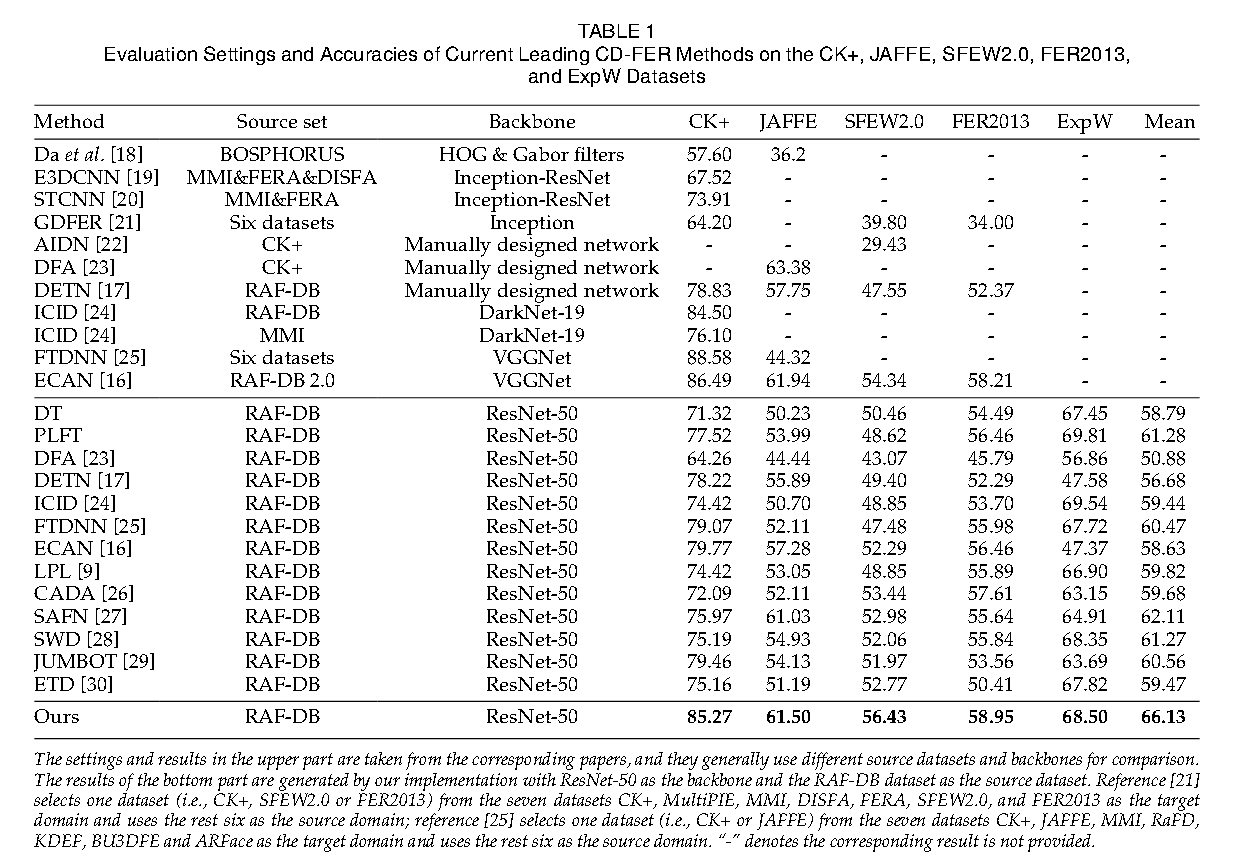 TABLE 1
Evaluation Settings and Accuracies of Current Leading CD-FER Methods on the CK+, JAFFE, SFEW2.0, FER2013,
and ExpW Datasets
Method Source set Backbone CK+ JAFFE SFEW2.0 FER2013 ExpW Mean
Da et al. [18] BOSPHORUS HOG & Gabor filters 57.60 36.2 - - - -
E3DCNN [19] MMI&FERA&DISFA Inception-ResNet 67.52 - - - - -
STCNN [20] MMI&FERA Inception-ResNet 73.91 - - - - -
GDFER [21] Six datasets Inception 64.20 - 39.80 34.00 - -
AIDN [22] CK+ Manually designed network - - 29.43 - - -
DFA [23] CK+ Manually designed network - 63.38 - - - -
DETN [17] RAF-DB Manually designed network 78.83 57.75 47.55 52.37 - -
ICID [24] RAF-DB DarkNet-19 84.50 - - - - -
ICID [24] MMI DarkNet-19 76.10 - - - - -
FTDNN [25] Six datasets VGGNet 88.58 44.32 - - - -
ECAN [16] RAF-DB 2.0 VGGNet 86.49 61.94 54.34 58.21 - -
DT RAF-DB ResNet-50 71.32 50.23 50.46 54.49 67.45 58.79
PLFT RAF-DB ResNet-50 77.52 53.99 48.62 56.46 69.81 61.28
DFA [23] RAF-DB ResNet-50 64.26 44.44 43.07 45.79 56.86 50.88
DETN [17] RAF-DB ResNet-50 78.22 55.89 49.40 52.29 47.58 56.68
ICID [24] RAF-DB ResNet-50 74.42 50.70 48.85 53.70 69.54 59.44
FTDNN [25] RAF-DB ResNet-50 79.07 52.11 47.48 55.98 67.72 60.47
ECAN [16] RAF-DB ResNet-50 79.77 57.28 52.29 56.46 47.37 58.63
LPL [9] RAF-DB ResNet-50 74.42 53.05 48.85 55.89 66.90 59.82
CADA [26] RAF-DB ResNet-50 72.09 52.11 53.44 57.61 63.15 59.68
SAFN [27] RAF-DB ResNet-50 75.97 61.03 52.98 55.64 64.91 62.11
SWD [28] RAF-DB ResNet-50 75.19 54.93 52.06 55.84 68.35 61.27
JUMBOT [29] RAF-DB ResNet-50 79.46 54.13 51.97 53.56 63.69 60.56
ETD [30] RAF-DB ResNet-50 75.16 51.19 52.77 50.41 67.82 59.47
Ours RAF-DB ResNet-50 85.27 61.50 56.43 58.95 68.50 66.13
The settings and results in the upper part are taken from the corresponding papers, and they generally use different source datasets and backbones for comparison.
The results of the bottom part are generated by our implementation with ResNet-50 as the backbone and the RAF-DB dataset as the source dataset. Reference [21]
selects one dataset (i.e., CK+, SFEW2.0 or FER2013) from the seven datasets CK+, MultiPIE, MMI, DISFA, FERA, SFEW2.0, and FER2013 as the target
domain and uses the rest six as the source domain; reference [25] selects one dataset (i.e., CK+ or JAFFE) from the seven datasets CK+, JAFFE, MMI, RaFD,
KDEF, BU3DFE and ARFace as the target domain and uses the rest six as the source domain. “-” denotes the corresponding result is not provided.